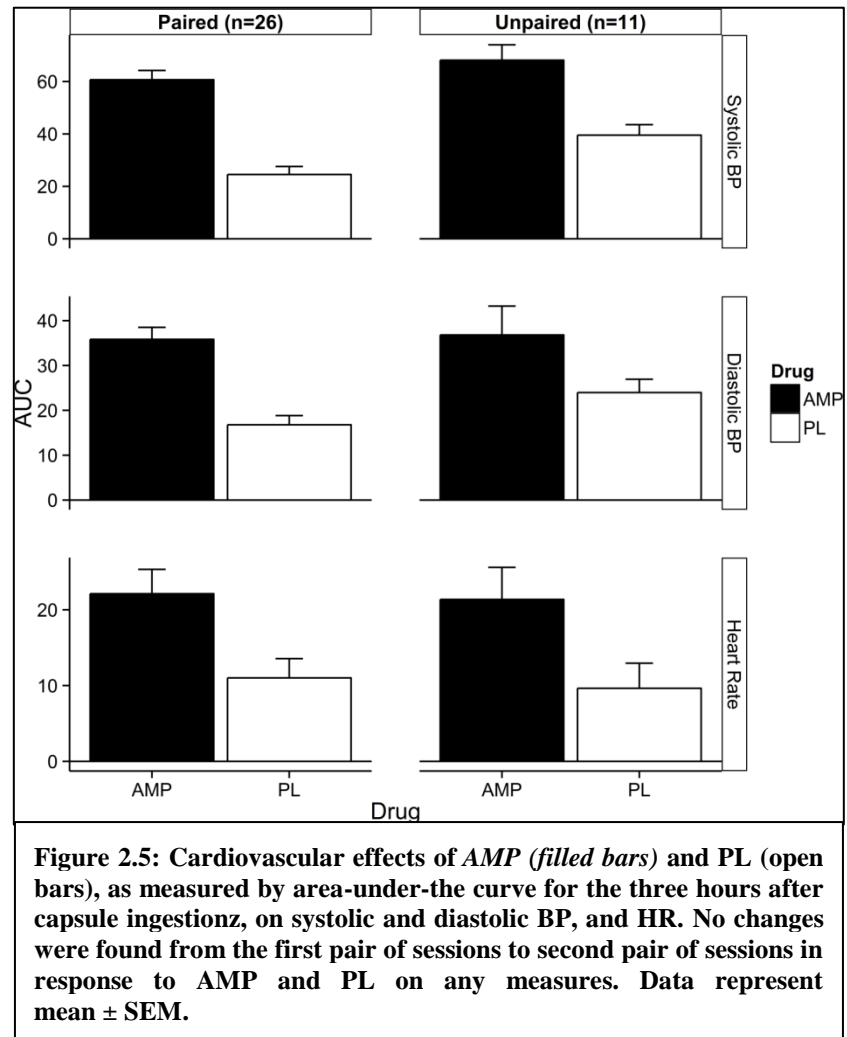 Paired (n=26)
Unpaired (n=11)
60
40
20
0
Systolic BP
40
30
20
10
0
Diastolic BP
20
10
0
Heart Rate
AUC
AMP
PL
AMP
PL
Drug
Drug
AMP
PL
Figure 2.5: Cardiovascular effects of AMP (filled bars) and PL (open
bars), as measured by area-under-the curve for the three hours after
capsule ingestionz, on systolic and diastolic BP, and HR. No changes
were found from the first pair of sessions to second pair of sessions in
response to AMP and PL on any measures. Data represent
mean ± SEM.